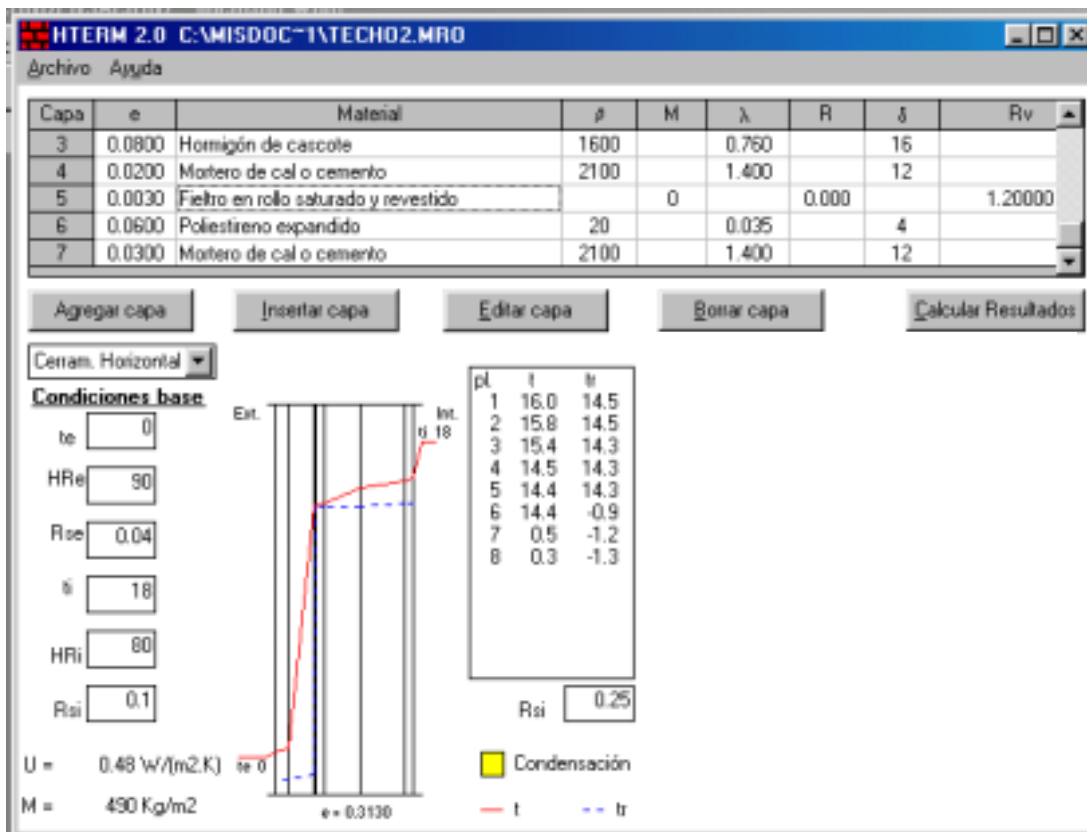 HTERM 2.0 C:\MISDOC~1\TECHO2.MRO
Archivo Ayuda
Capa e Material ρ M λ R δ Rv
3 0.0800 Hormigón de cascote 1600 0.760 16
4 0.0200 Mortero de cal o cemento 2100 1.400 12
5 0.0030 Fieltro en rollo saturado y revestido 0 0.000 1.20000
6 0.0600 Poliestireno expandido 20 0.035 4
7 0.0300 Mortero de cal o cemento 2100 1.400 12
Agregar capa Insertar capa Editar capa Borrar capa Calcular Resultados
Cerram. Horizontal
Condiciones base
te 0
HRe 90
Rse 0.04
ti 18
HRi 80
Rsi 0.1
U = 0.48 W/(m2.K)
M = 490 Kg/m2
Ext. Int.
ti 18
te 0
e = 0.3130
pl. t tr
1 16.0 14.5
2 15.8 14.5
3 15.4 14.3
4 14.5 14.3
5 14.4 14.3
6 14.4 -0.9
7 0.5 -1.2
8 0.3 -1.3
Rsi 0.25
Condensación
t tr